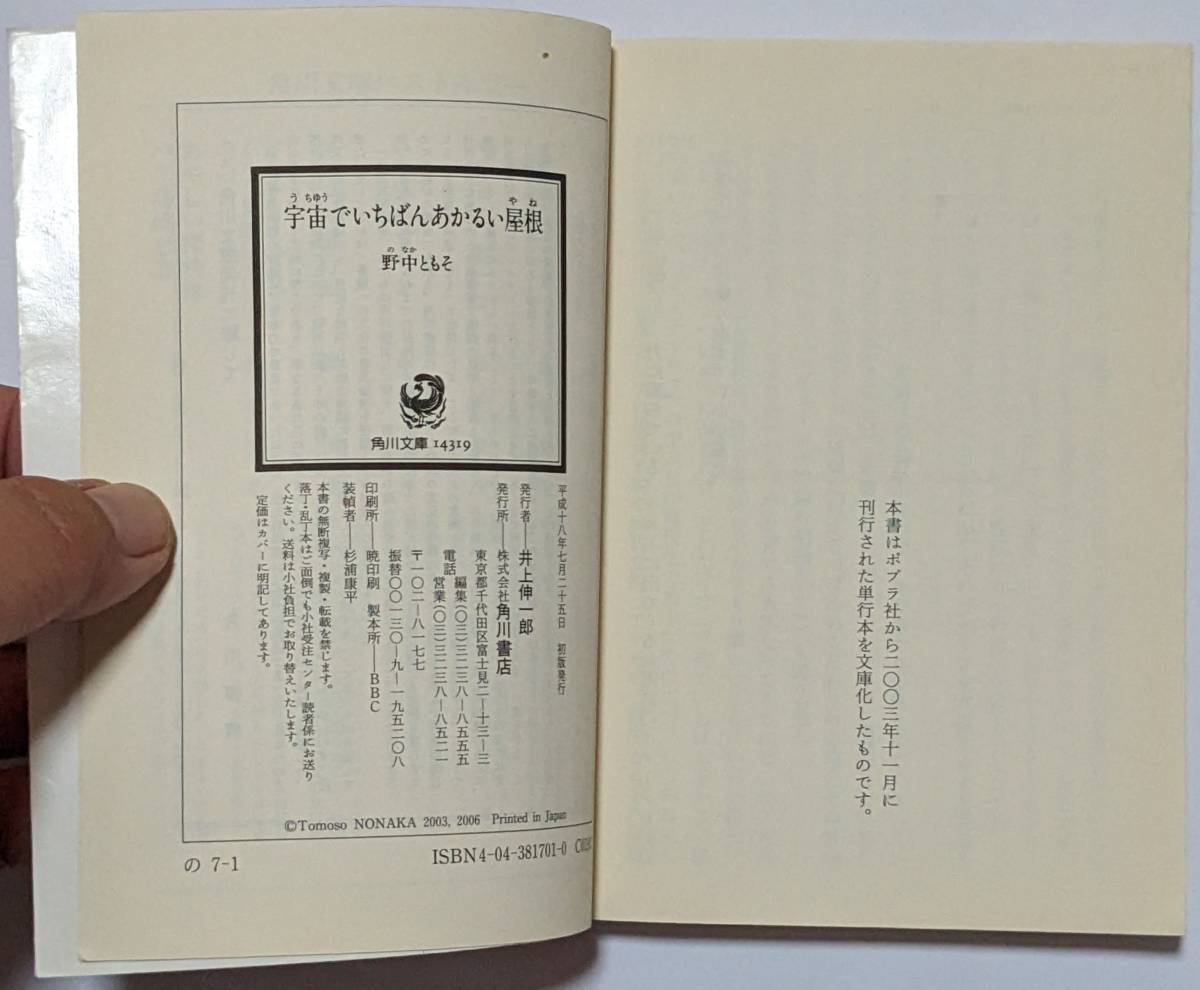 本書はポプラ社から二〇〇三年十一月に
刊行された単行本を文庫化したものです。
宇宙でいちばんあかるい屋根
野中ともそ
角川文庫 14319
平成十八年七月二十五日 初版発行
発行者――井上伸一郎
発行所――株式会社角川書店
東京都千代田区富士見二―十三―三
電話 編集(〇三)三二三八―八五五五
営業(〇三)三二三八―八五二一
〒一〇二―八一七七
振替〇〇一三〇―九―一九五二〇八
印刷所――暁印刷 製本所――BBC
装幀者――杉浦康平
本書の無断複写・複製・転載を禁じます。
落丁・乱丁本はご面倒でも小社受注センター読者係にお送り
ください。送料は小社負担でお取り替えいたします。
定価はカバーに明記してあります。
©Tomoso NONAKA 2003, 2006 Printed in Japan
の 7-1
ISBN4-04-381701-0